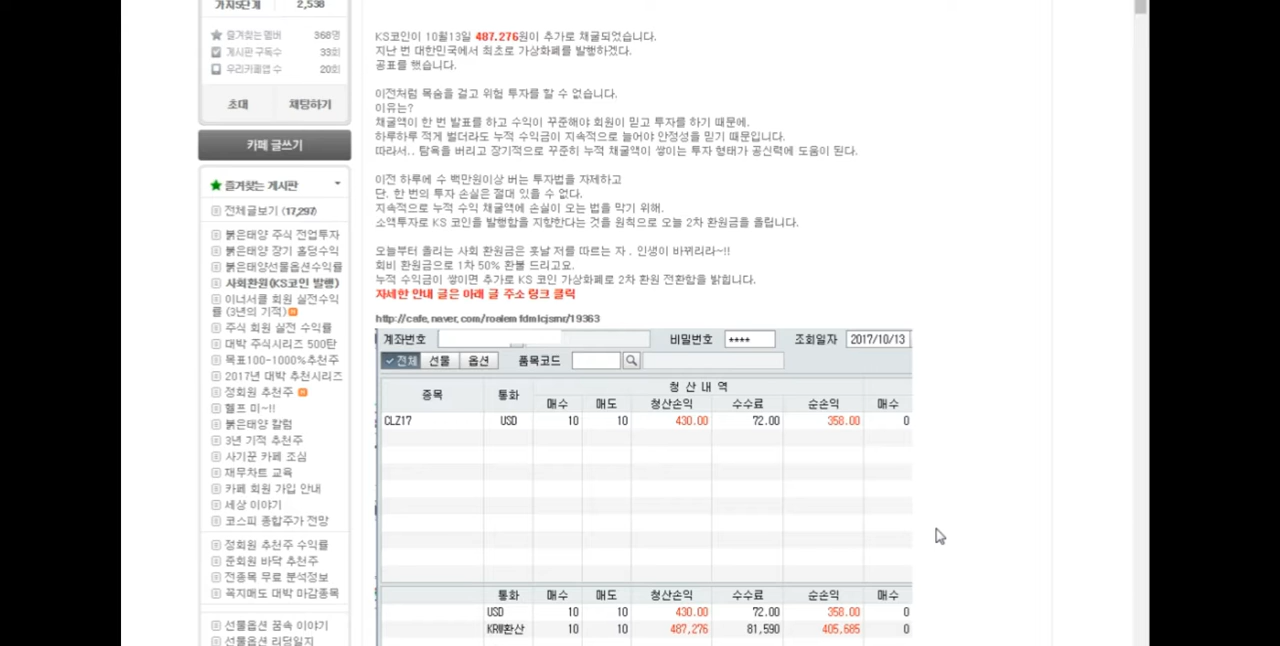 가지5단계 2,538
즐겨찾는 멤버 368명
게시판 구독수 33회
우리카페앱 수 20회
초대 채팅하기
카페 글쓰기
즐겨찾는 게시판
전체글보기 (17,297)
붉은태양 주식 전업투자
붉은태양 장기 홀딩수익
붉은태양선물옵션수익률
사회환원(KS코인 발행)
이너서클 회원 실전수익
률 (3년의 기적)
주식 회원 실전 수익률
대박 주식시리즈 500탄
목표100-1000%추천주
2017년 대박 추천시리즈
정회원 추천주
헬프 미~!!
붉은태양 칼럼
3년 기적 추천주
사기꾼 카페 조심
재무차트 교육
카페 회원 가입 안내
세상 이야기
코스피 종합주가 전망
정회원 추천주 수익률
준회원 바닥 추천주
전종목 무료 분석정보
꼭지매도 대박 마감종목
선물옵션 꿈속 이야기
선물옵션 리딩일지
KS코인이 10월13일 487.276원이 추가로 채굴되었습니다.
지난 번 대한민국에서 최초로 가상화폐를 발행하겠다.
공표를 했습니다.
이전처럼 목숨을 걸고 위험 투자를 할 수 없습니다.
이유는?
채굴액이 한 번 발표를 하고 수익이 꾸준해야 회원이 믿고 투자를 하기 때문에.
하루하루 적게 벌더라도 누적 수익금이 지속적으로 늘어야 안정성을 믿기 때문입니다.
따라서.. 탐욕을 버리고 장기적으로 꾸준히 누적 채굴액이 쌓이는 투자 형태가 공신력에 도움이 된다.
이전 하루에 수 백만원이상 버는 투자법을 자제하고
단. 한 번의 투자 손실은 절대 있을 수 없다.
지속적으로 누적 수익 채굴액에 손실이 오는 법을 막기 위해.
소액투자로 KS 코인을 발행함을 지향한다는 것을 원칙으로 오늘 2차 환원금을 올립니다.
오늘부터 올리는 사회 환원금은 훗날 저를 따르는 자 . 인생이 바뀌리라~!!
회비 환원금으로 1차 50% 환불 드리고요.
누적 수익금이 쌓이면 추가로 KS 코인 가상화폐로 2차 환원 전환함을 밝힙니다.
자세한 안내 글은 아래 글 주소 링크 클릭
계좌번호 비밀번호 **** 조회일자 2017/10/13
전체 선물 옵션 품목코드
청 산 내 역
종목 통화 매수 매도 청산손익 수수료 순손익 매수
CLZ17 USD 10 10 430.00 72.00 358.00 0
통화 매수 매도 청산손익 수수료 순손익 매수
USD 10 10 430.00 72.00 358.00 0
KRW환산 10 10 487,276 81,590 405,685 0